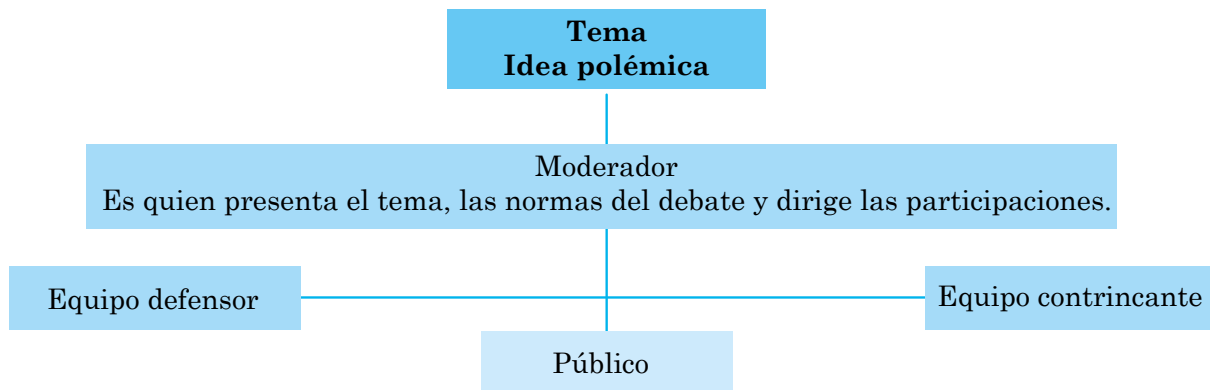 Tema
Idea polémica
Moderador
Es quien presenta el tema, las normas del debate y dirige las participaciones.
Equipo defensor
Equipo contrincante
Público